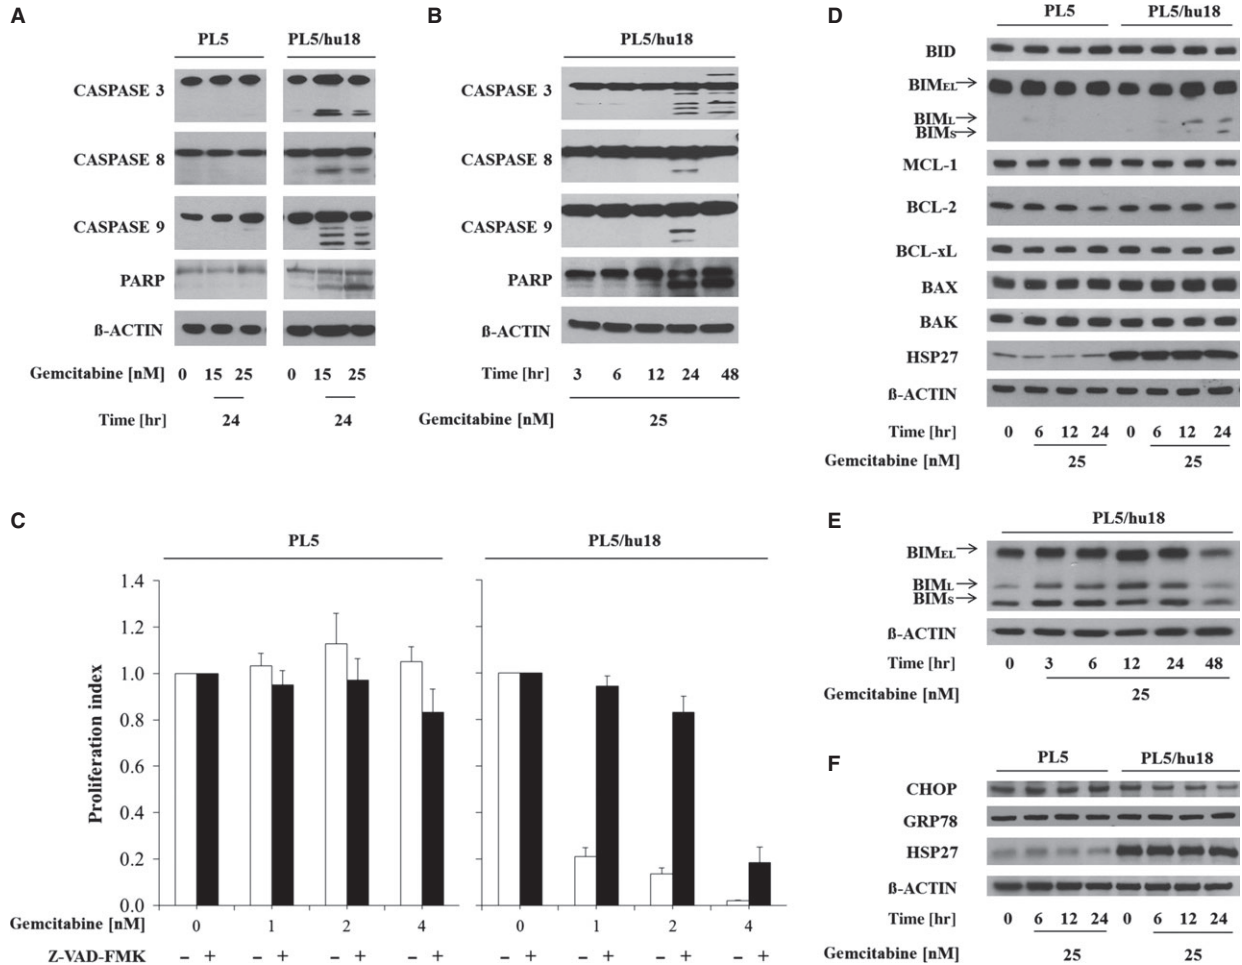 A
PL5 PL5/hu18
CASPASE 3
CASPASE 8
CASPASE 9
PARP
ß-ACTIN
Gemcitabine [nM] 0 15 25 0 15 25
Time [hr] 24 24
B
PL5/hu18
CASPASE 3
CASPASE 8
CASPASE 9
PARP
ß-ACTIN
Time [hr] 3 6 12 24 48
Gemcitabine [nM] 25
C
PL5 PL5/hu18
Proliferation index
1.4
1.2
1.0
0.8
0.6
0.4
0.2
0.0
Gemcitabine [nM] 0 1 2 4 0 1 2 4
Z-VAD-FMK – + – + – + – + – + – + – + – +
D
PL5 PL5/hu18
BID
BIMEL→
BIML→
BIMS→
MCL-1
BCL-2
BCL-xL
BAX
BAK
HSP27
ß-ACTIN
Time [hr] 0 6 12 24 0 6 12 24
Gemcitabine [nM] 25 25
E
PL5/hu18
BIMEL→
BIML→
BIMS→
ß-ACTIN
Time [hr] 0 3 6 12 24 48
Gemcitabine [nM] 25
F
PL5 PL5/hu18
CHOP
GRP78
HSP27
ß-ACTIN
Time [hr] 0 6 12 24 0 6 12 24
Gemcitabine [nM] 25 25